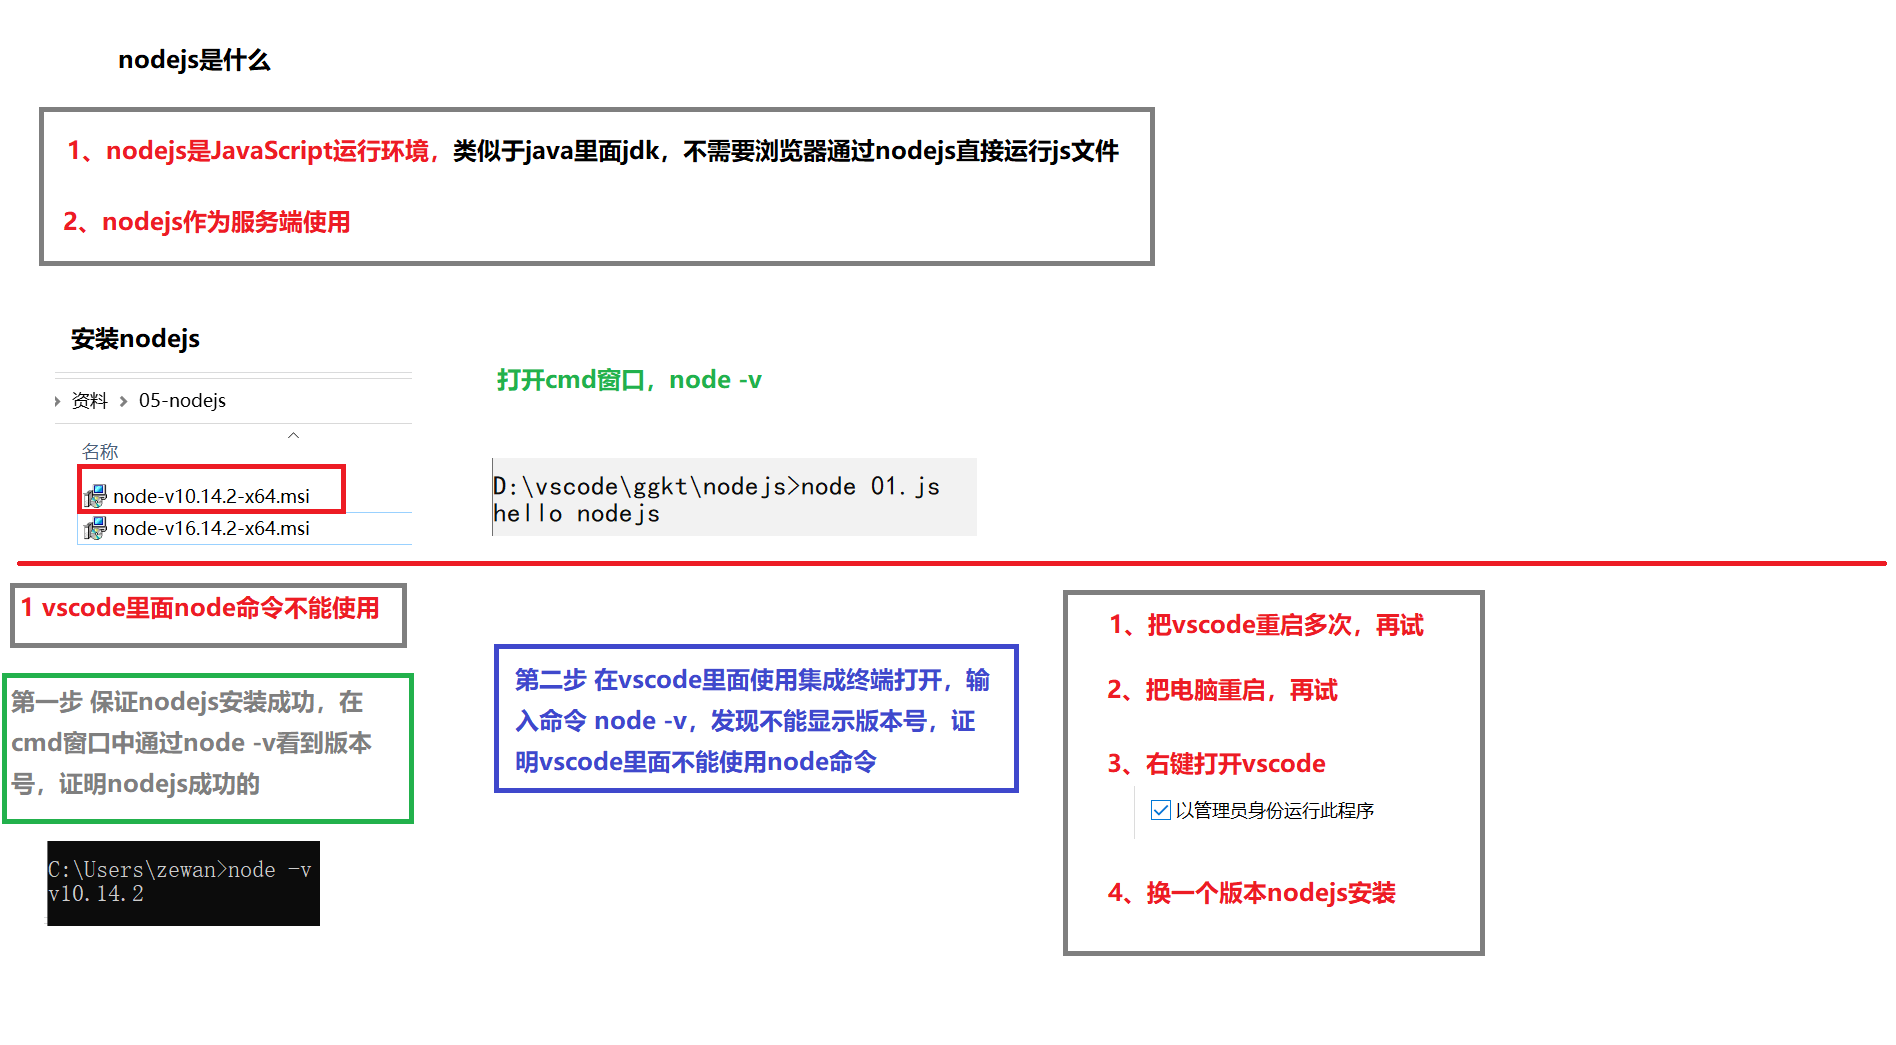 nodejs是什么
1、nodejs是JavaScript运行环境，类似于java里面jdk，不需要浏览器通过nodejs直接运行js文件
2、nodejs作为服务端使用
安装nodejs
资料 > 05-nodejs
名称
node-v10.14.2-x64.msi
node-v16.14.2-x64.msi
打开cmd窗口，node -v
D:\vscode\ggkt\nodejs>node 01.js
hello nodejs
1 vscode里面node命令不能使用
第一步 保证nodejs安装成功，在
cmd窗口中通过node -v看到版本
号，证明nodejs成功的
C:\Users\zewan>node -v
v10.14.2
第二步 在vscode里面使用集成终端打开，输
入命令 node -v，发现不能显示版本号，证
明vscode里面不能使用node命令
1、把vscode重启多次，再试
2、把电脑重启，再试
3、右键打开vscode
以管理员身份运行此程序
4、换一个版本nodejs安装